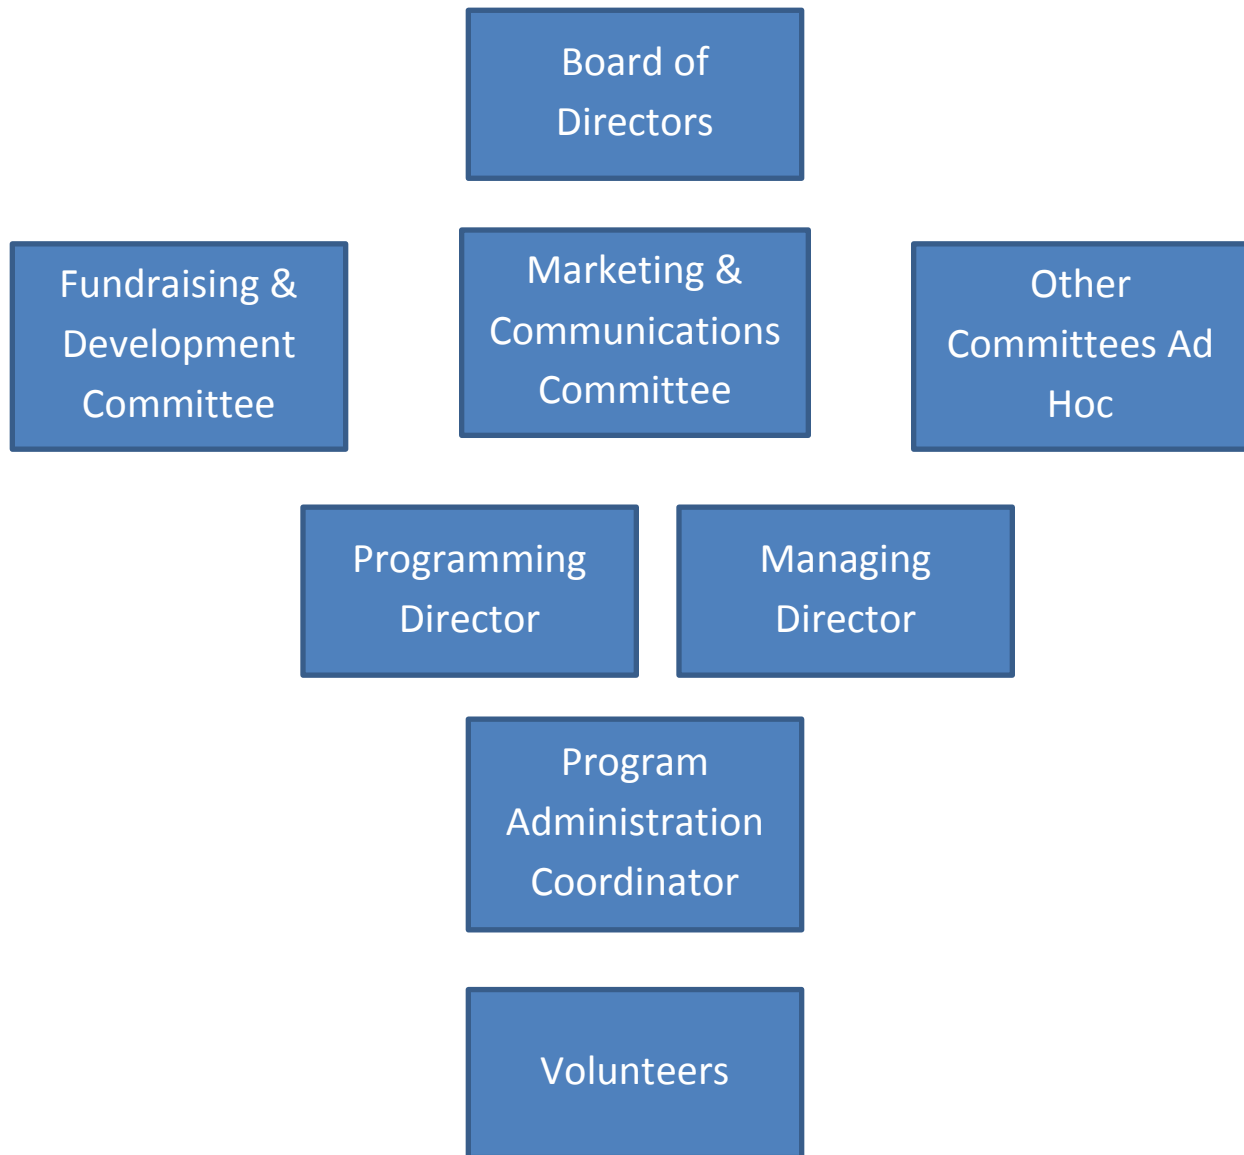 Board of
Directors
Fundraising &
Development
Committee
Marketing &
Communications
Committee
Other
Committees Ad
Hoc
Programming
Director
Managing
Director
Program
Administration
Coordinator
Volunteers